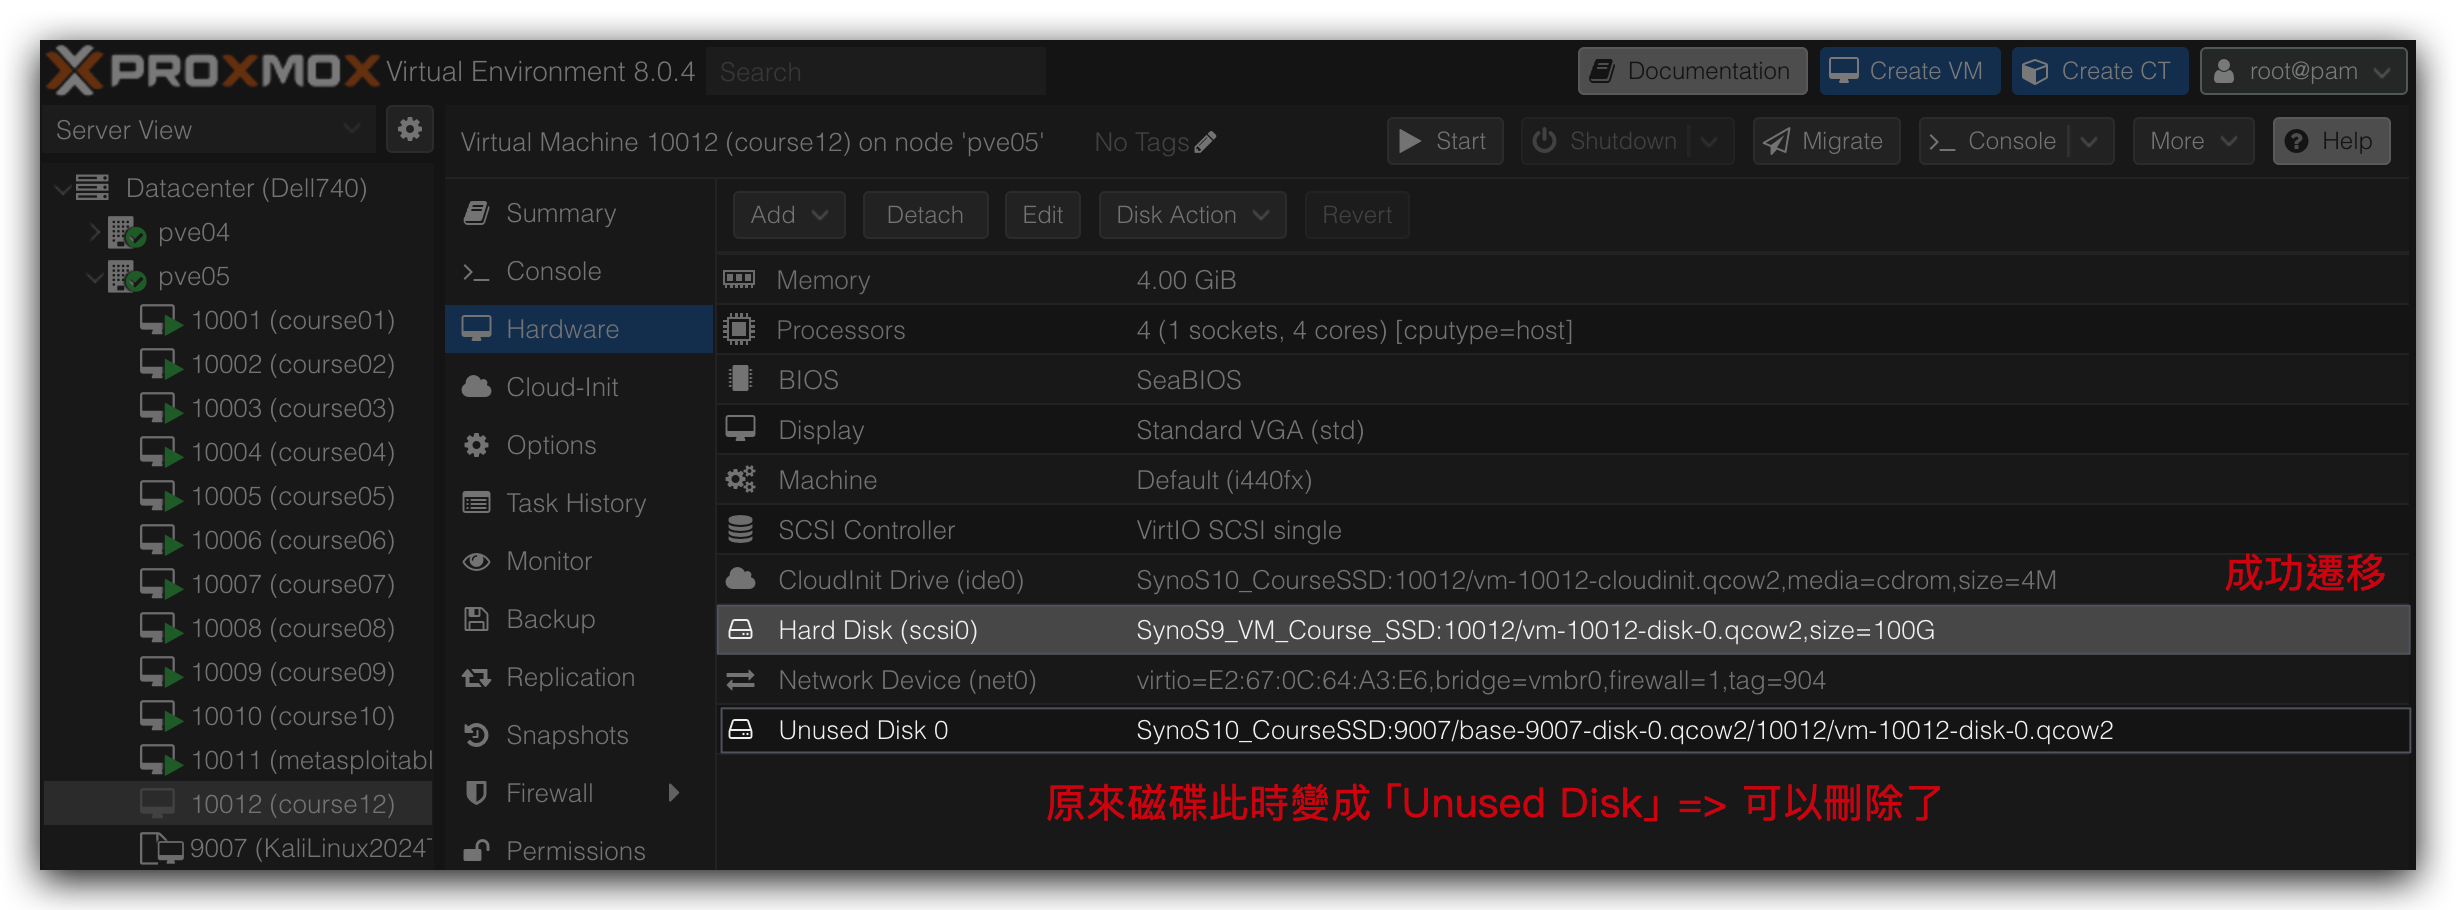 PROXMOX Virtual Environment 8.0.4 Search Documentation Create VM Create CT root@pam
Server View
Virtual Machine 10012 (course12) on node 'pve05' No Tags Start Shutdown Migrate Console More Help
Datacenter (Dell740)
pve04
pve05
10001 (course01)
10002 (course02)
10003 (course03)
10004 (course04)
10005 (course05)
10006 (course06)
10007 (course07)
10008 (course08)
10009 (course09)
10010 (course10)
10011 (metasploitabl
10012 (course12)
9007 (KaliLinux2024
Summary
Console
Hardware
Cloud-Init
Options
Task History
Monitor
Backup
Replication
Snapshots
Firewall
Permissions
Add Detach Edit Disk Action Revert
Memory 4.00 GiB
Processors 4 (1 sockets, 4 cores) [cputype=host]
BIOS SeaBIOS
Display Standard VGA (std)
Machine Default (i440fx)
SCSI Controller VirtIO SCSI single
CloudInit Drive (ide0) SynoS10_CourseSSD:10012/vm-10012-cloudinit.qcow2,media=cdrom,size=4M
成功遷移
Hard Disk (scsi0) SynoS9_VM_Course_SSD:10012/vm-10012-disk-0.qcow2,size=100G
Network Device (net0) virtio=E2:67:0C:64:A3:E6,bridge=vmbr0,firewall=1,tag=904
Unused Disk 0 SynoS10_CourseSSD:9007/base-9007-disk-0.qcow2/10012/vm-10012-disk-0.qcow2
原來磁碟此時變成「Unused Disk」=> 可以刪除了